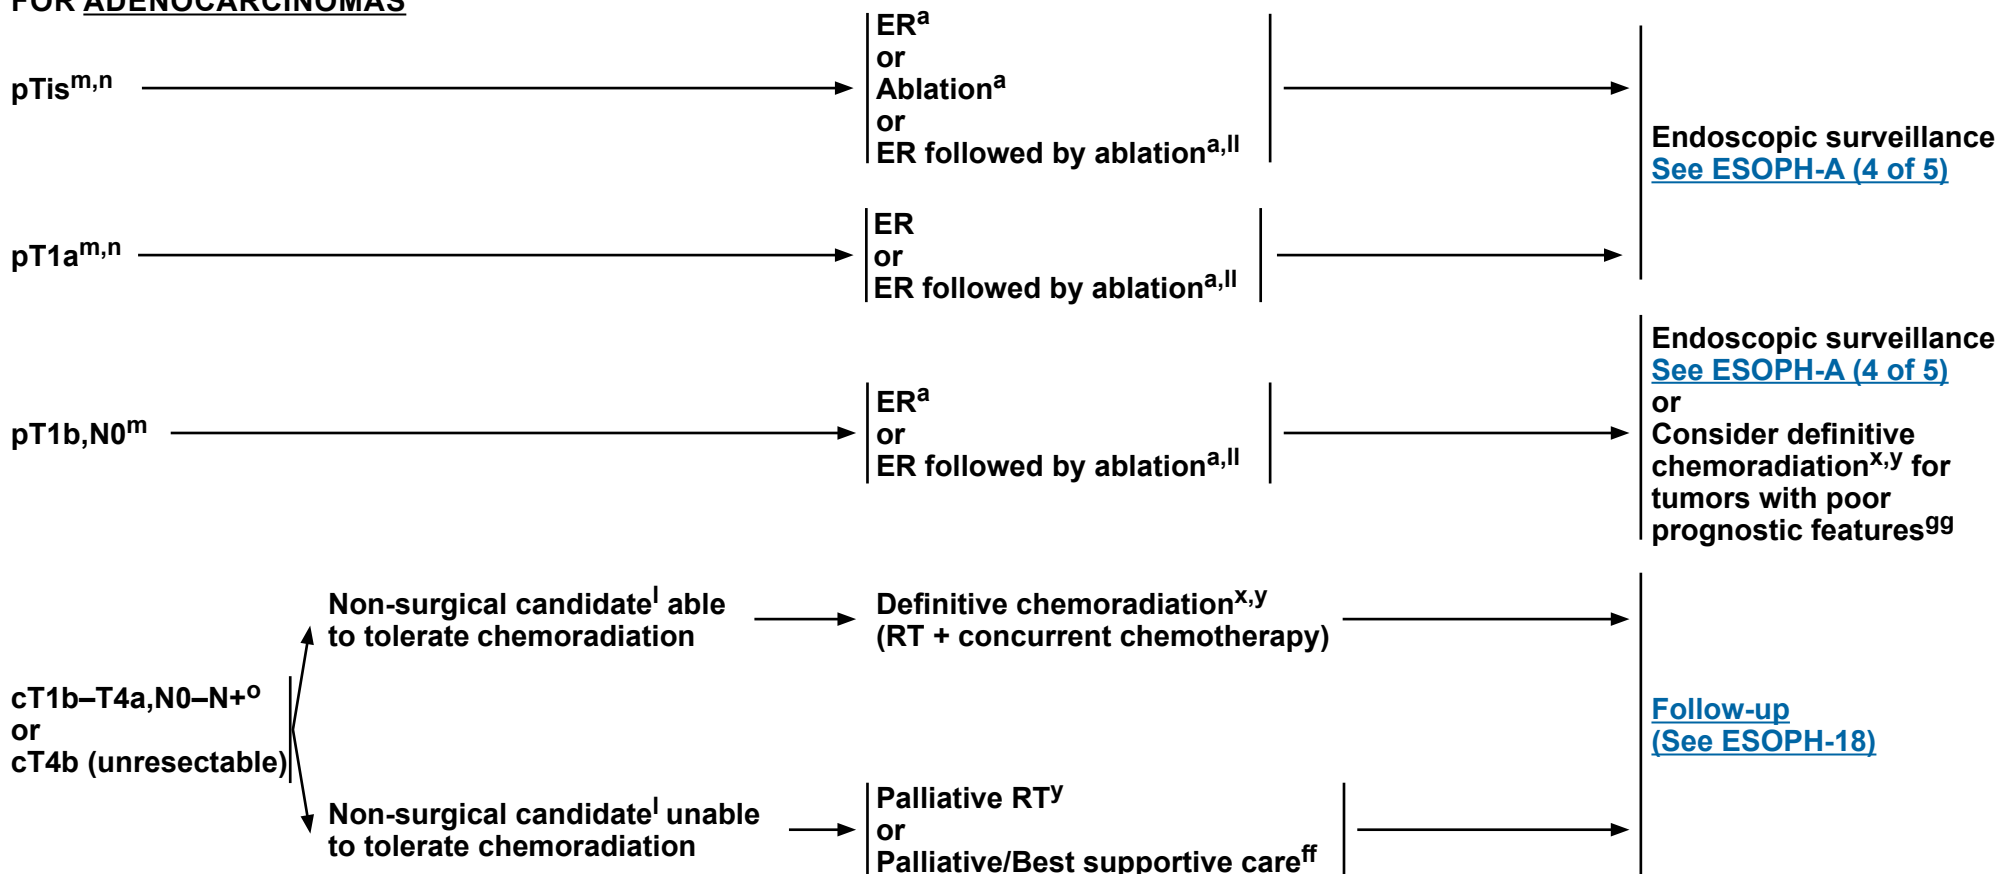 FOR ADENOCARCINOMAS
pTis^m,n
ER^a
or
Ablation^a
or
ER followed by ablation^a,ll
Endoscopic surveillance
See ESOPH-A (4 of 5)
pT1a^m,n
ER
or
ER followed by ablation^a,ll
pT1b,N0^m
ER^a
or
ER followed by ablation^a,ll
Endoscopic surveillance
See ESOPH-A (4 of 5)
or
Consider definitive
chemoradiation^x,y for
tumors with poor
prognostic features^gg
cT1b–T4a,N0–N+^o
or
cT4b (unresectable)
Non-surgical candidate^l able
to tolerate chemoradiation
Definitive chemoradiation^x,y
(RT + concurrent chemotherapy)
Non-surgical candidate^l unable
to tolerate chemoradiation
Palliative RT^y
or
Palliative/Best supportive care^ff
Follow-up
(See ESOPH-18)